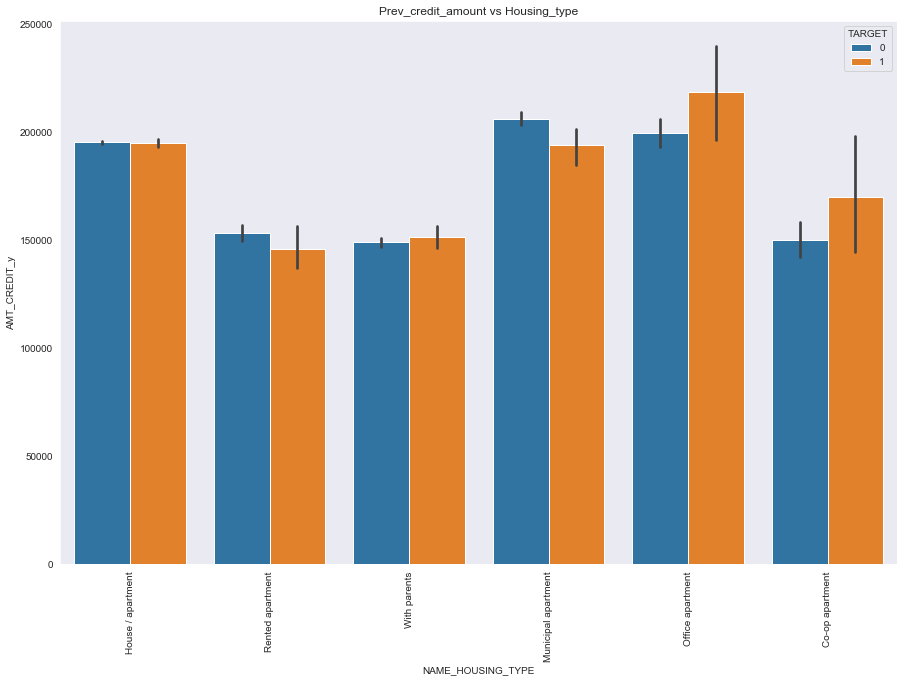 Prev_credit_amount vs Housing_type
TARGET
0
1
250000
200000
150000
100000
50000
0
AMT_CREDIT_y
House / apartment
Rented apartment
With parents
Municipal apartment
Office apartment
Co-op apartment
NAME_HOUSING_TYPE